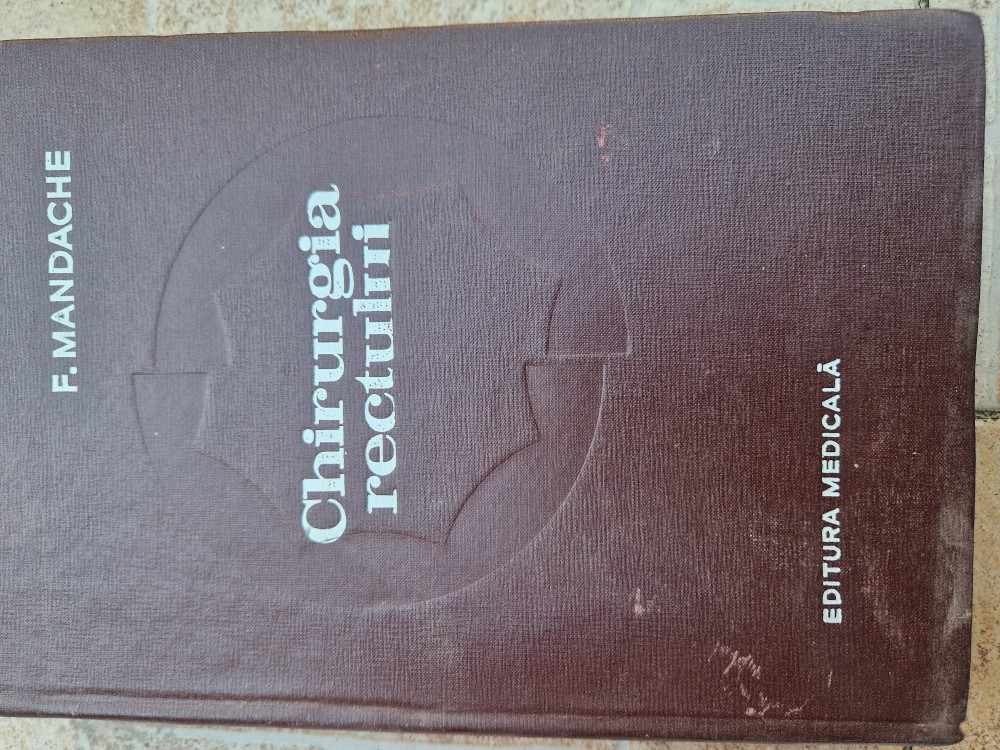 F. MANDACHE
Chirurgia
rectului
EDITURA MEDICALĂ